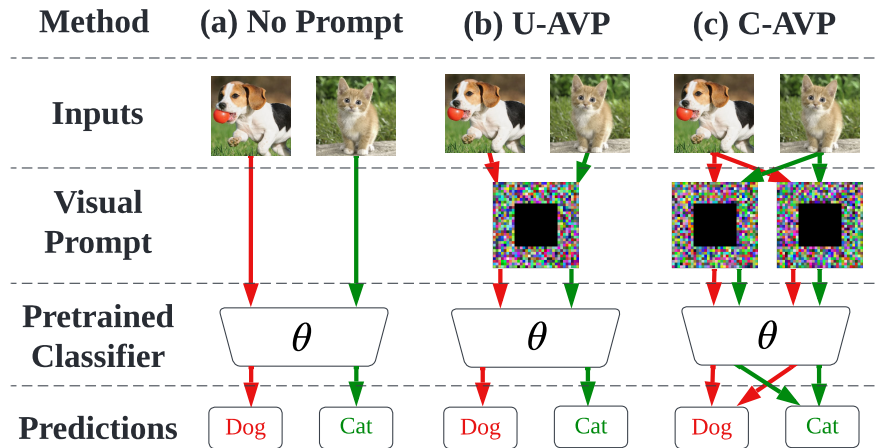 Method (a) No Prompt (b) U-AVP (c) C-AVP
Inputs
Visual
Prompt
Pretrained
Classifier
θ θ θ
Predictions Dog Cat Dog Cat Dog Cat